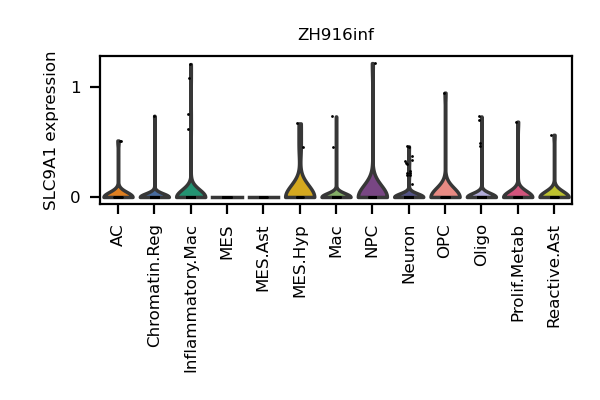 ZH916inf
SLC9A1 expression
1
0
AC
Chromatin.Reg
Inflammatory.Mac
MES
MES.Ast
MES.Hyp
Mac
NPC
Neuron
OPC
Oligo
Prolif.Metab
Reactive.Ast